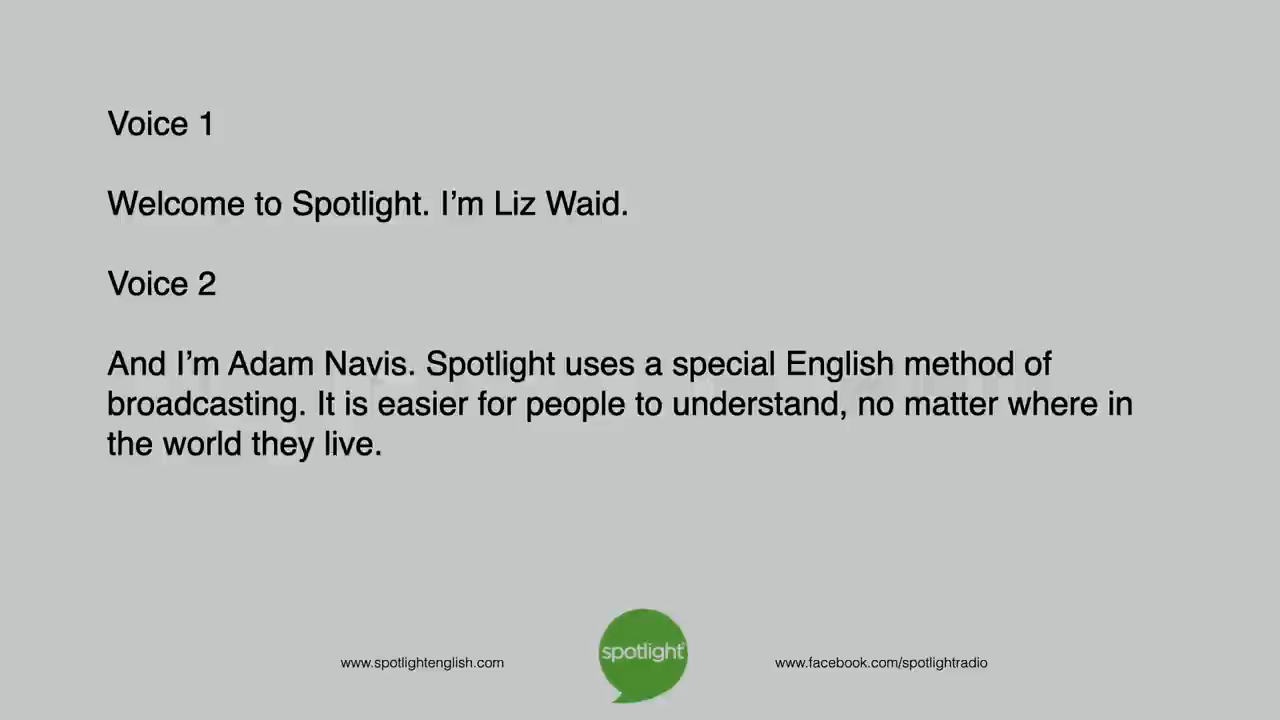 Voice 1
Welcome to Spotlight. I’m Liz Waid.
Voice 2
And I’m Adam Navis. Spotlight uses a special English method of
broadcasting. It is easier for people to understand, no matter where in
the world they live.
www.spotlightenglish.com
spotlight
www.facebook.com/spotlightradio